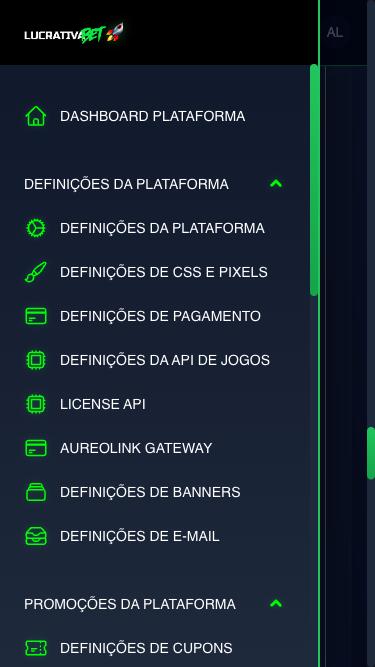 LUCRATIVABET
AL
DASHBOARD PLATAFORMA
DEFINIÇÕES DA PLATAFORMA
DEFINIÇÕES DA PLATAFORMA
DEFINIÇÕES DE CSS E PIXELS
DEFINIÇÕES DE PAGAMENTO
DEFINIÇÕES DA API DE JOGOS
LICENSE API
AUREOLINK GATEWAY
DEFINIÇÕES DE BANNERS
DEFINIÇÕES DE E-MAIL
PROMOÇÕES DA PLATAFORMA
DEFINIÇÕES DE CUPONS